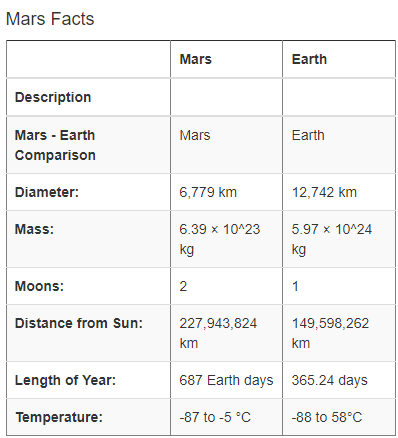 Mars Facts
Mars Earth
Description
Mars - Earth Mars Earth
Comparison
Diameter: 6,779 km 12,742 km
Mass: 6.39 × 10^23 5.97 × 10^24
kg kg
Moons: 2 1
Distance from Sun: 227,943,824 149,598,262
km km
Length of Year: 687 Earth days 365.24 days
Temperature: -87 to -5 °C -88 to 58°C